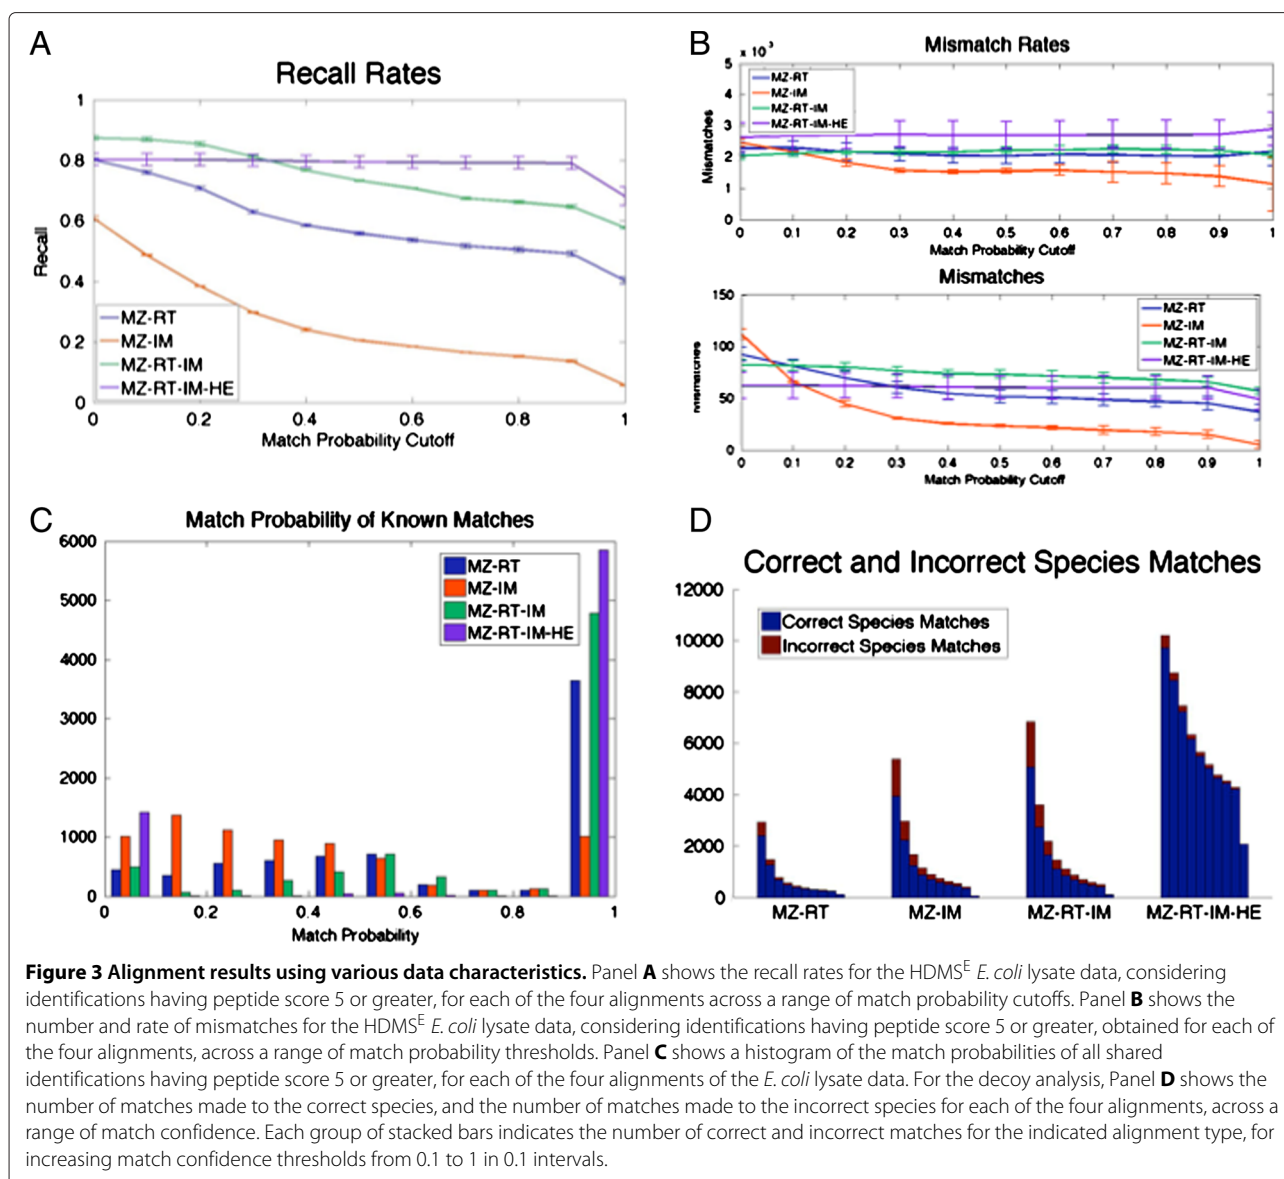 A
Recall Rates
1
0.8
0.6
0.4
0.2
0
Recall
MZ-RT
MZ-IM
MZ-RT-IM
MZ-RT-IM-HE
0 0.2 0.4 0.6 0.8 1
Match Probability Cutoff
B
x 10³
Mismatch Rates
5
4
3
2
1
0
Mismatches
MZ-RT
MZ-IM
MZ-RT-IM
MZ-RT-IM-HE
0 0.1 0.2 0.3 0.4 0.5 0.6 0.7 0.8 0.9 1
Match Probability Cutoff
Mismatches
150
100
50
0
Mismatches
MZ-RT
MZ-IM
MZ-RT-IM
MZ-RT-IM-HE
0 0.1 0.2 0.3 0.4 0.5 0.6 0.7 0.8 0.9 1
Match Probability Cutoff
C
Match Probability of Known Matches
6000
5000
4000
3000
2000
1000
0
MZ-RT
MZ-IM
MZ-RT-IM
MZ-RT-IM-HE
0 0.2 0.4 0.6 0.8 1
Match Probability
D
Correct and Incorrect Species Matches
12000
10000
8000
6000
4000
2000
0
Correct Species Matches
Incorrect Species Matches
MZ-RT MZ-IM MZ-RT-IM MZ-RT-IM-HE
Figure 3 Alignment results using various data characteristics. Panel A shows the recall rates for the HDMSᴱ E. coli lysate data, considering
identifications having peptide score 5 or greater, for each of the four alignments across a range of match probability cutoffs. Panel B shows the
number and rate of mismatches for the HDMSᴱ E. coli lysate data, considering identifications having peptide score 5 or greater, obtained for each of
the four alignments, across a range of match probability thresholds. Panel C shows a histogram of the match probabilities of all shared
identifications having peptide score 5 or greater, for each of the four alignments of the E. coli lysate data. For the decoy analysis, Panel D shows the
number of matches made to the correct species, and the number of matches made to the incorrect species for each of the four alignments, across a
range of match confidence. Each group of stacked bars indicates the number of correct and incorrect matches for the indicated alignment type, for
increasing match confidence thresholds from 0.1 to 1 in 0.1 intervals.